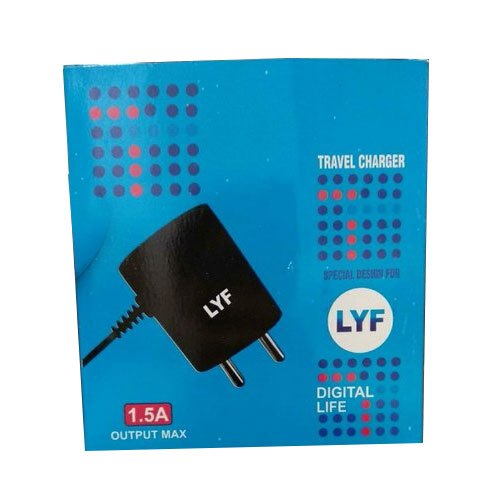 TRAVEL CHARGER
SPECIAL DESIGN FOR
LYF
LYF
DIGITAL
LIFE
1.5A
OUTPUT MAX